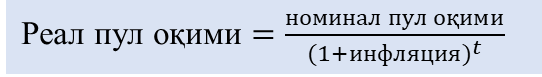 Реал пул оқими = номинал пул оқими / (1+инфляция)^t